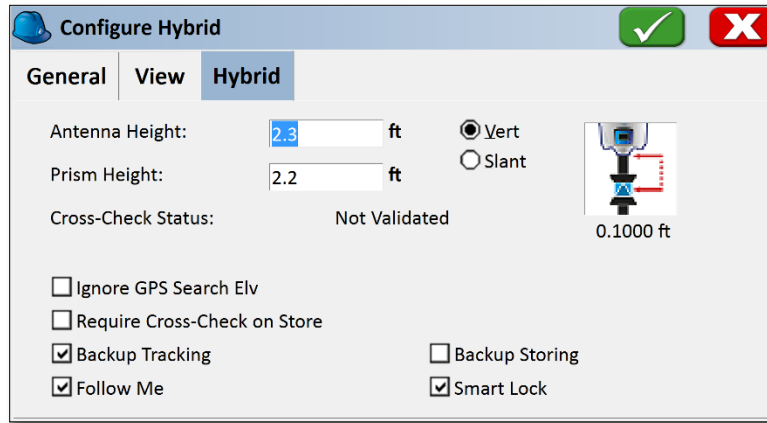 Configure Hybrid
General View Hybrid
Antenna Height: 2.3 ft Vert
Slant
Prism Height: 2.2 ft
Cross-Check Status: Not Validated
0.1000 ft
Ignore GPS Search Elv
Require Cross-Check on Store
Backup Tracking Backup Storing
Follow Me Smart Lock